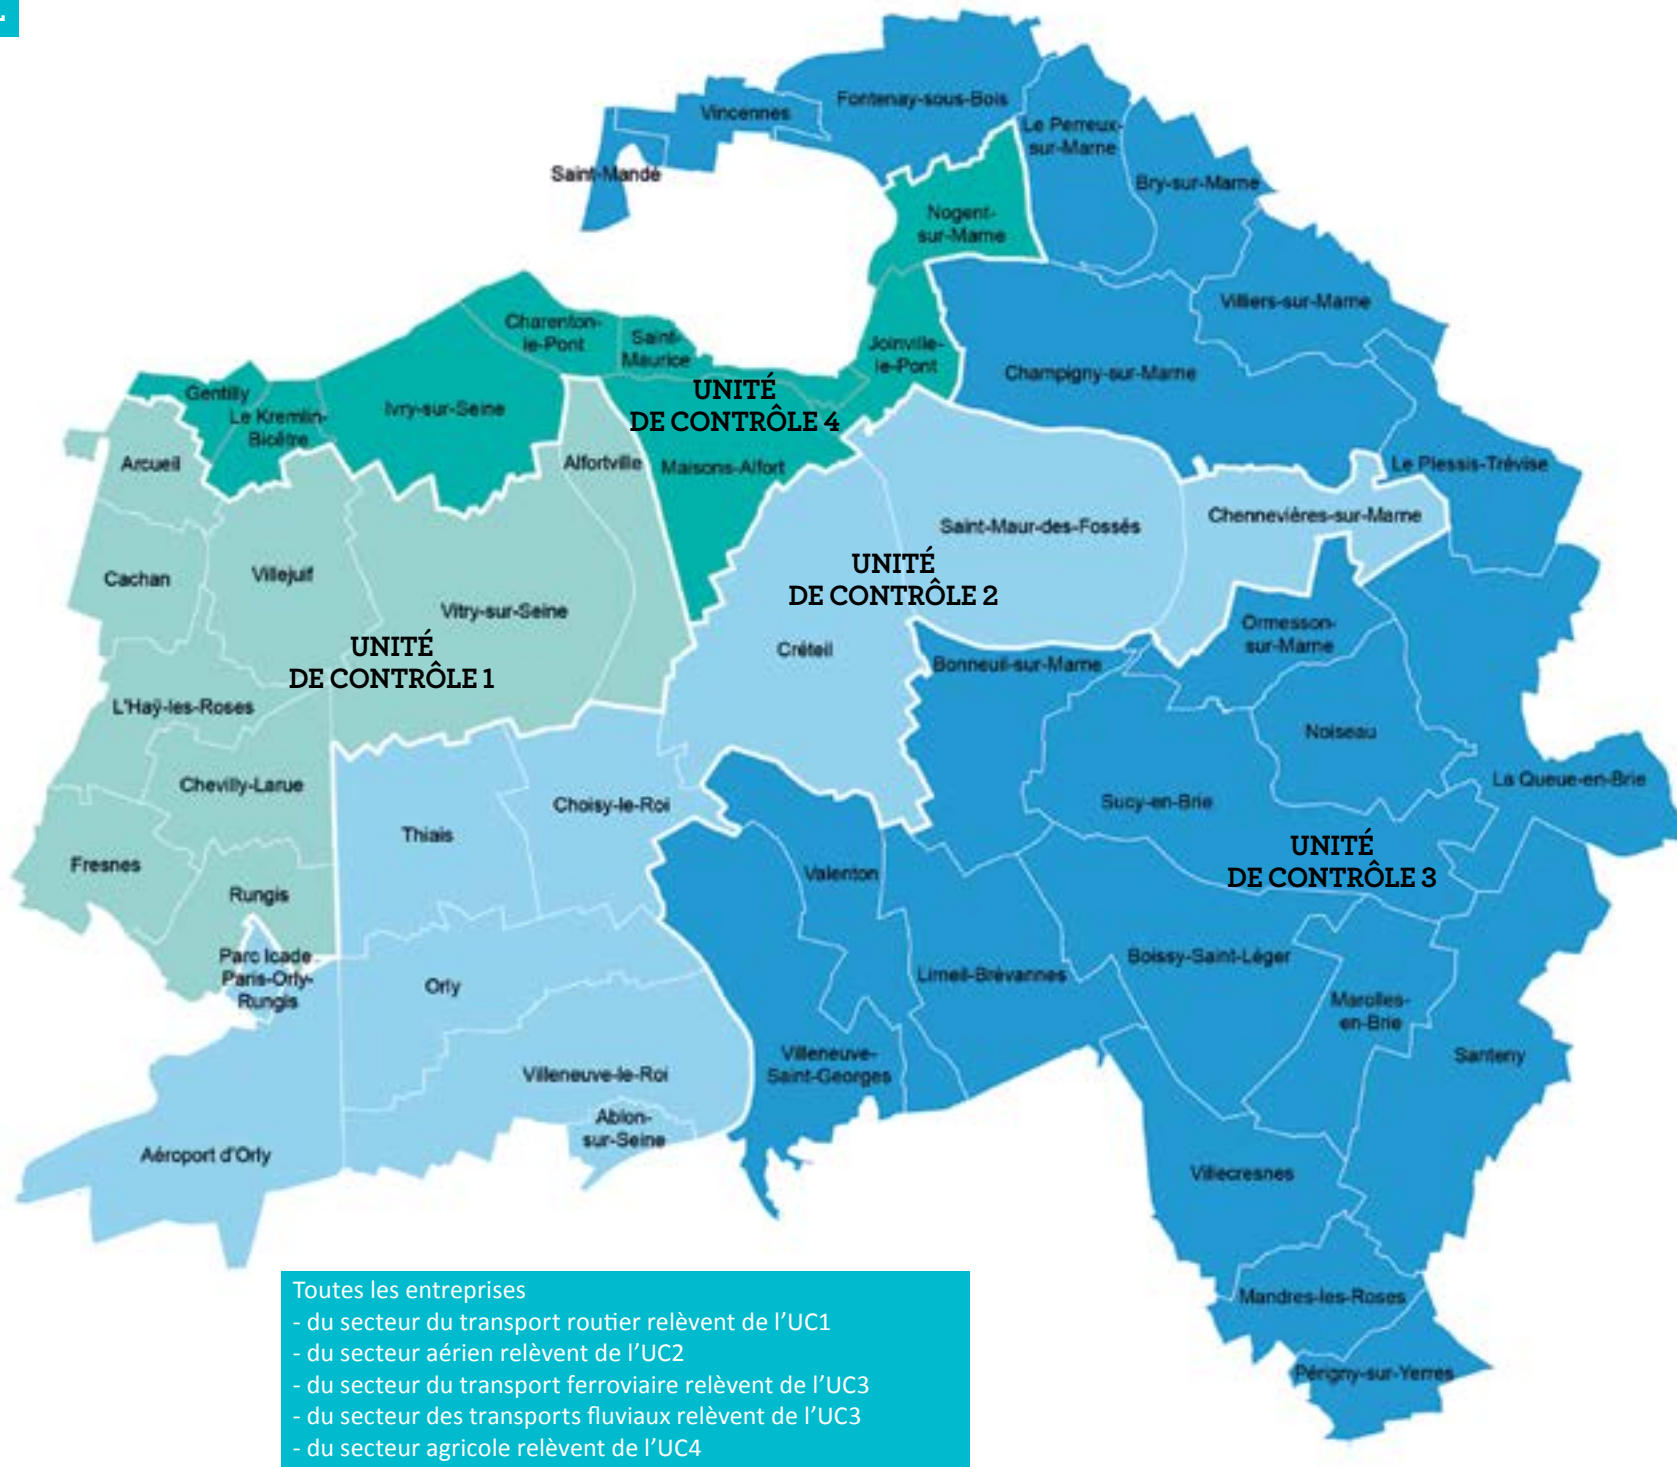 Vincennes
Fontenay-sous-Bois
Le Perreux-
sur-Marne
Saint-Mandé
Bry-sur-Marne
Nogent-
sur-Marne
Villiers-sur-Marne
Charenton-
le-Pont
Saint-
Maurice
Joinville-
le-Pont
Champigny-sur-Marne
Gentilly
Le Kremlin-
Bicêtre
Ivry-sur-Seine
UNITÉ
DE CONTRÔLE 4
Arcueil
Alfortville
Maisons-Alfort
Le Plessis-Trévise
Saint-Maur-des-Fossés
Chennevières-sur-Marne
Cachan
Villejuif
Vitry-sur-Seine
UNITÉ
DE CONTRÔLE 2
UNITÉ
DE CONTRÔLE 1
Créteil
Bonneuil-sur-Marne
Ormesson-
sur-Marne
L'Haÿ-les-Roses
Noiseau
Chevilly-Larue
Thiais
Choisy-le-Roi
Sucy-en-Brie
La Queue-en-Brie
UNITÉ
DE CONTRÔLE 3
Fresnes
Rungis
Valenton
Parc Icade
Paris-Orly-
Rungis
Orly
Limeil-Brévannes
Boissy-Saint-Léger
Marolles-
en-Brie
Villeneuve-le-Roi
Villeneuve-
Saint-Georges
Santeny
Ablon-
sur-Seine
Aéroport d'Orly
Villecresnes
Mandres-les-Roses
Périgny-sur-Yerres
Toutes les entreprises
- du secteur du transport routier relèvent de l’UC1
- du secteur aérien relèvent de l’UC2
- du secteur du transport ferroviaire relèvent de l’UC3
- du secteur des transports fluviaux relèvent de l’UC3
- du secteur agricole relèvent de l’UC4